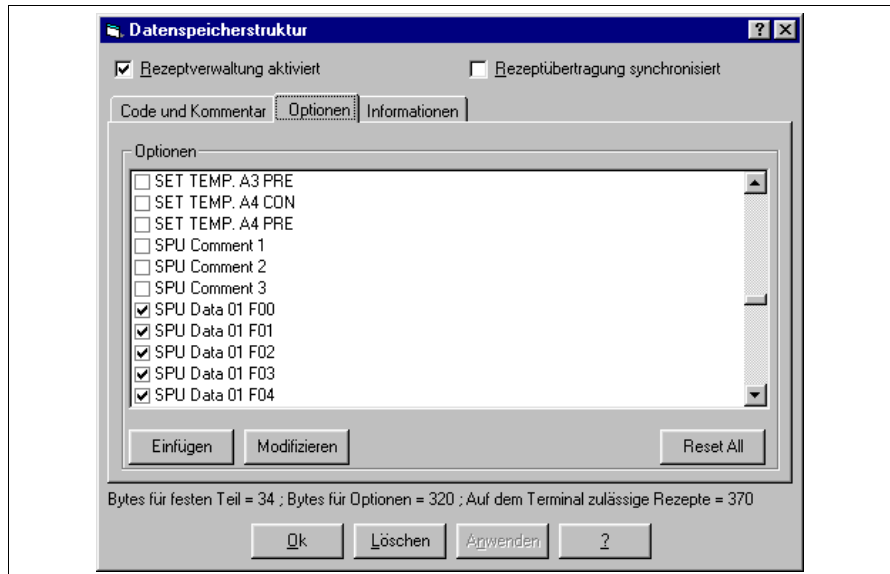 Datenspeicherstruktur
Rezeptverwaltung aktiviert Rezeptübertragung synchronisiert
Code und Kommentar Optionen Informationen
Optionen
SET TEMP. A3 PRE
SET TEMP. A4 CON
SET TEMP. A4 PRE
SPU Comment 1
SPU Comment 2
SPU Comment 3
SPU Data 01 F00
SPU Data 01 F01
SPU Data 01 F02
SPU Data 01 F03
SPU Data 01 F04
Einfügen Modifizieren Reset All
Bytes für festen Teil = 34 ; Bytes für Optionen = 320 ; Auf dem Terminal zulässige Rezepte = 370
Ok Löschen Anwenden ?